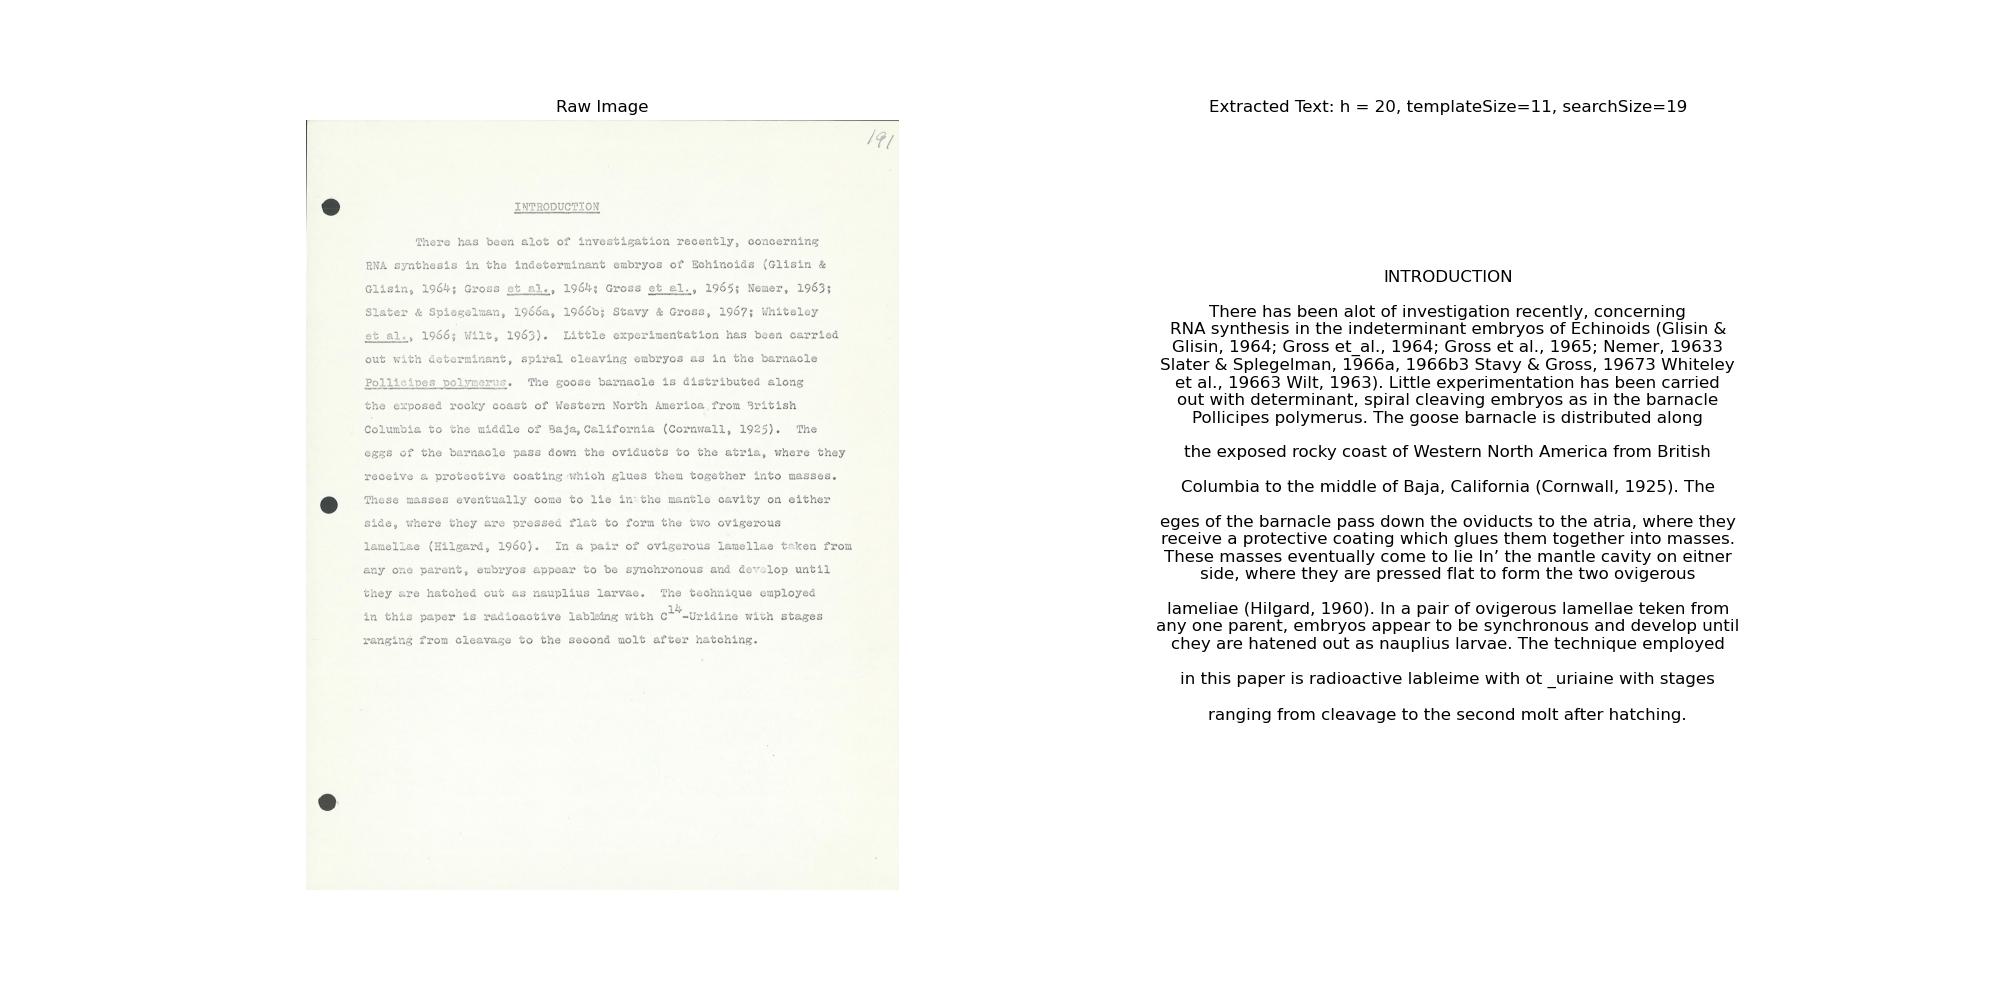 Raw Image
191
INTRODUCTION
There has been alot of investigation recently, concerning
RNA synthesis in the indeterminant embryos of Echinoids (Glisin &
Glisin, 1964; Gross et al., 1964; Gross et al., 1965; Nemer, 1963;
Slater & Spiegelman, 1966a, 1966b; Stavy & Gross, 1967; Whiteley
et al., 1966; Wilt, 1963). Little experimentation has been carried
out with determinant, spiral cleaving embryos as in the barnacle
Pollicipes polymerus. The goose barnacle is distributed along
the exposed rocky coast of Western North America from British
Columbia to the middle of Baja, California (Cornwall, 1925). The
eggs of the barnacle pass down the oviducts to the atria, where they
receive a protective coating which glues them together into masses.
These masses eventually come to lie in the mantle cavity on either
side, where they are pressed flat to form the two ovigerous
lamellae (Hilgard, 1960). In a pair of ovigerous lamellae taken from
any one parent, embryos appear to be synchronous and develop until
they are hatched out as nauplius larvae. The technique employed
in this paper is radioactive with C14-Uridine with stages
ranging from cleavage to the second molt after hatching.
Extracted Text: h = 20, templateSize=11, searchSize=19
INTRODUCTION
There has been alot of investigation recently, concerning
RNA synthesis in the indeterminant embryos of Echinoids (Glisin &
Glisin, 1964; Gross et_al., 1964; Gross et al., 1965; Nemer, 19633
Slater & Splegelman, 1966a, 1966b3 Stavy & Gross, 19673 Whiteley
et al., 19663 Wilt, 1963). Little experimentation has been carried
out with determinant, spiral cleaving embryos as in the barnacle
Pollicipes polymerus. The goose barnacle is distributed along
the exposed rocky coast of Western North America from British
Columbia to the middle of Baja, California (Cornwall, 1925). The
eges of the barnacle pass down the oviducts to the atria, where they
receive a protective coating which glues them together into masses.
These masses eventually come to lie In’ the mantle cavity on eitner
side, where they are pressed flat to form the two ovigerous
lameliae (Hilgard, 1960). In a pair of ovigerous lamellae teken from
any one parent, embryos appear to be synchronous and develop until
chey are hatened out as nauplius larvae. The technique employed
in this paper is radioactive lableime with ot _uriaine with stages
ranging from cleavage to the second molt after hatching.